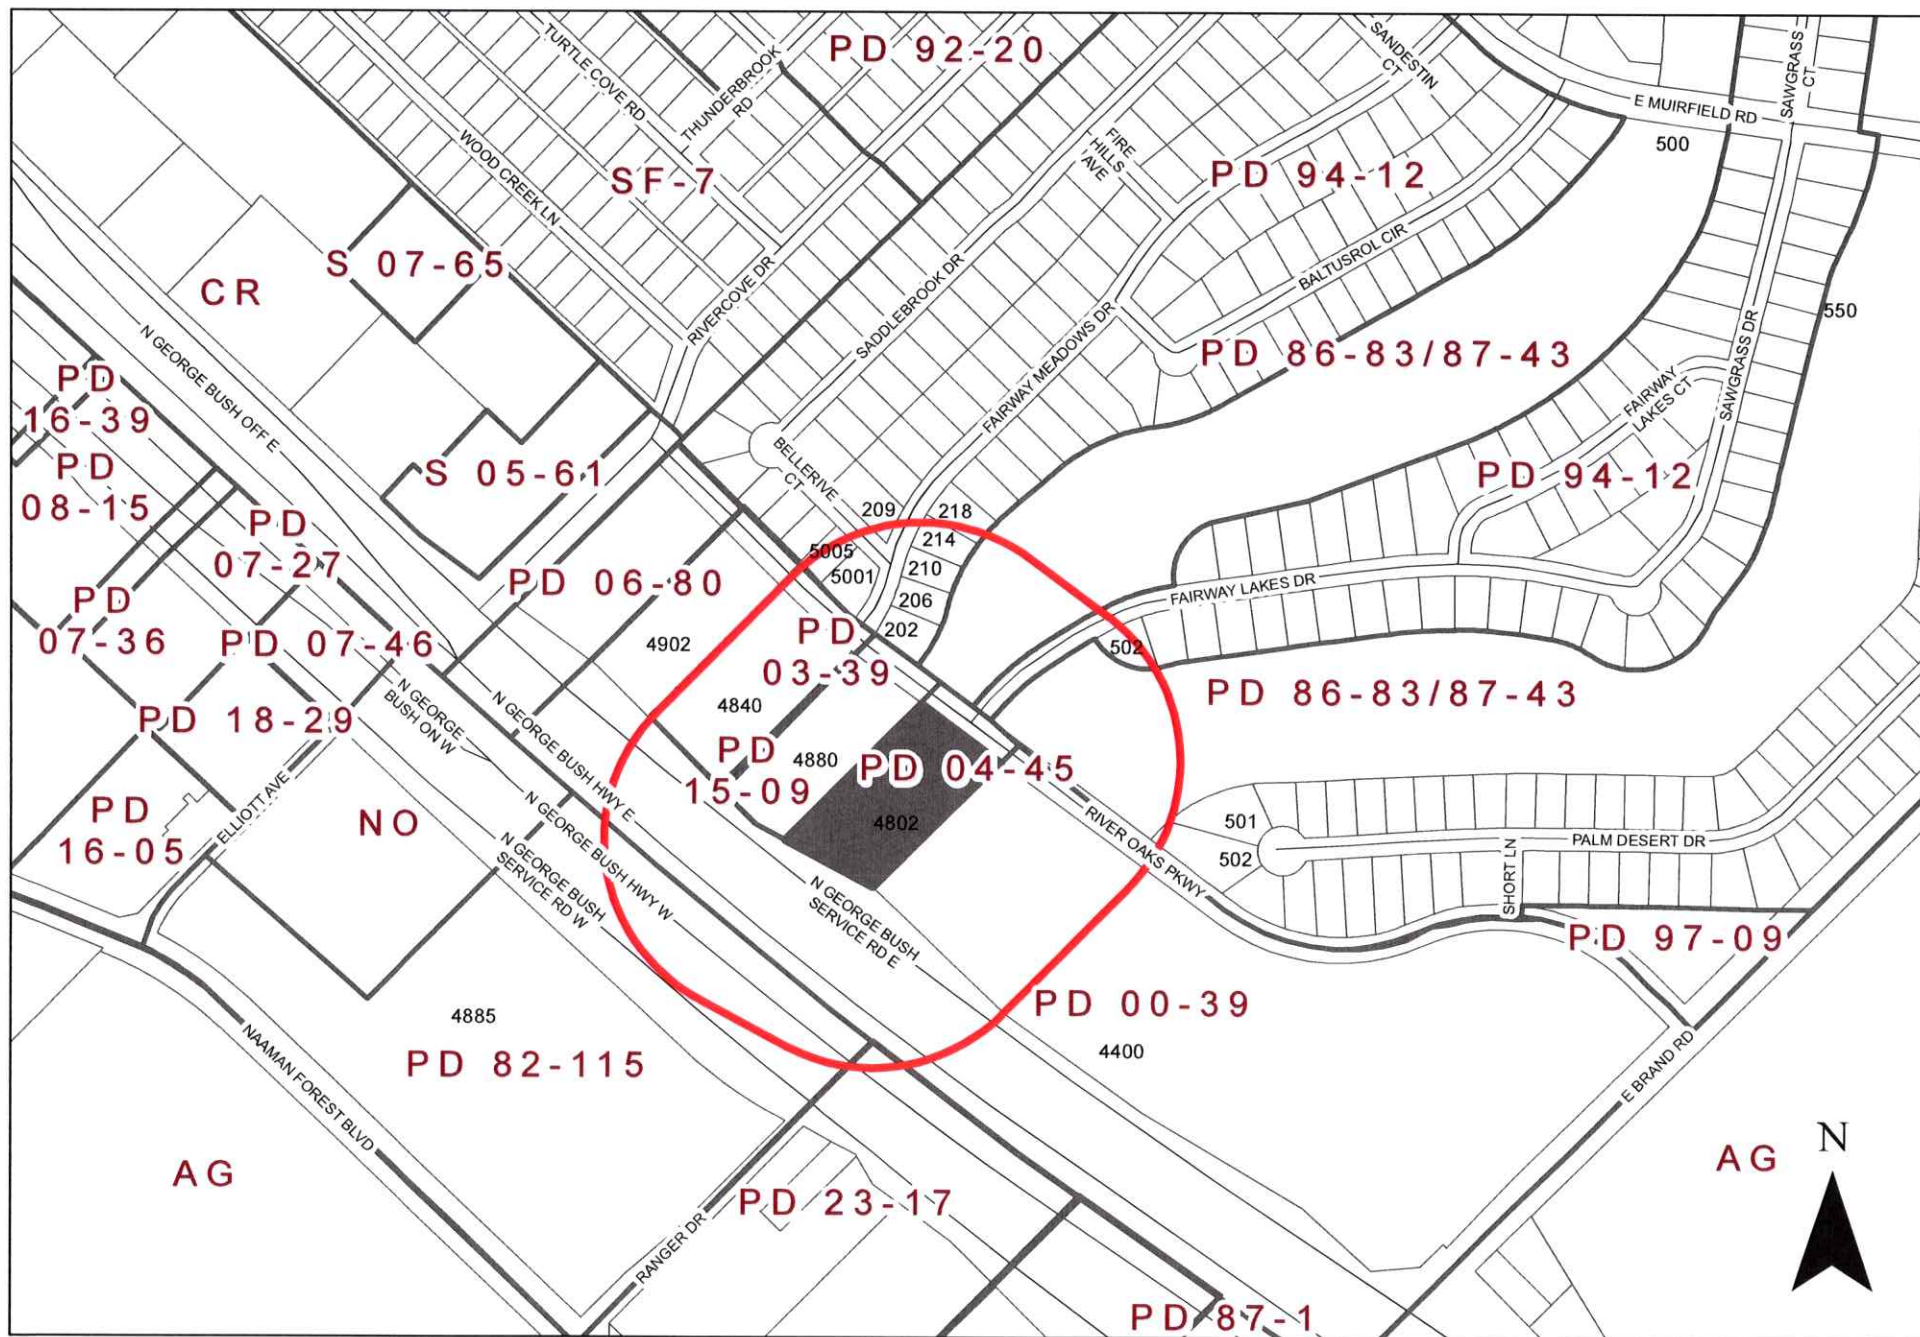 TURTLE COVE RD
THUNDERBROOK
RD
PD 92-20
SANDESTIN
CT
SAWGRASS
CT
E MUIRFIELD RD
500
WOOD CREEK LN
SF-7
FIRE
HILLS
AVE
PD 94-12
S 07-65
CR
RIVERCOVE DR
SADDLEBROOK DR
BALTUSROL CIR
550
N GEORGE BUSH OFF E
FAIRWAY MEADOWS DR
PD 86-83/87-43
SAWGRASS DR
FAIRWAY
LAKES CT
PD
16-39
PD
08-15
S 05-61
BELLERIVE
CT
PD 94-12
209
218
214
5005
5001
210
206
202
PD
07-27
PD 06-80
FAIRWAY LAKES DR
PD
07-36
PD 07-46
4902
PD
03-39
502
PD 86-83/87-43
PD 18-29
N GEORGE
BUSH ON W
N GEORGE BUSH HWY E
4840
PD
15-09
4880
PD 04-45
4802
PD
16-05
ELLIOTT AVE
NO
N GEORGE BUSH HWY W
N GEORGE BUSH
SERVICE RD W
RIVER OAKS PKWY
501
502
PALM DESERT DR
SHORT LN
N GEORGE BUSH
SERVICE RD E
PD 97-09
PD 00-39
4400
4885
PD 82-115
NAAMAN FOREST BLVD
E BRAND RD
AG
PD 23-17
RANGER DR
AG
N
PD 87-1